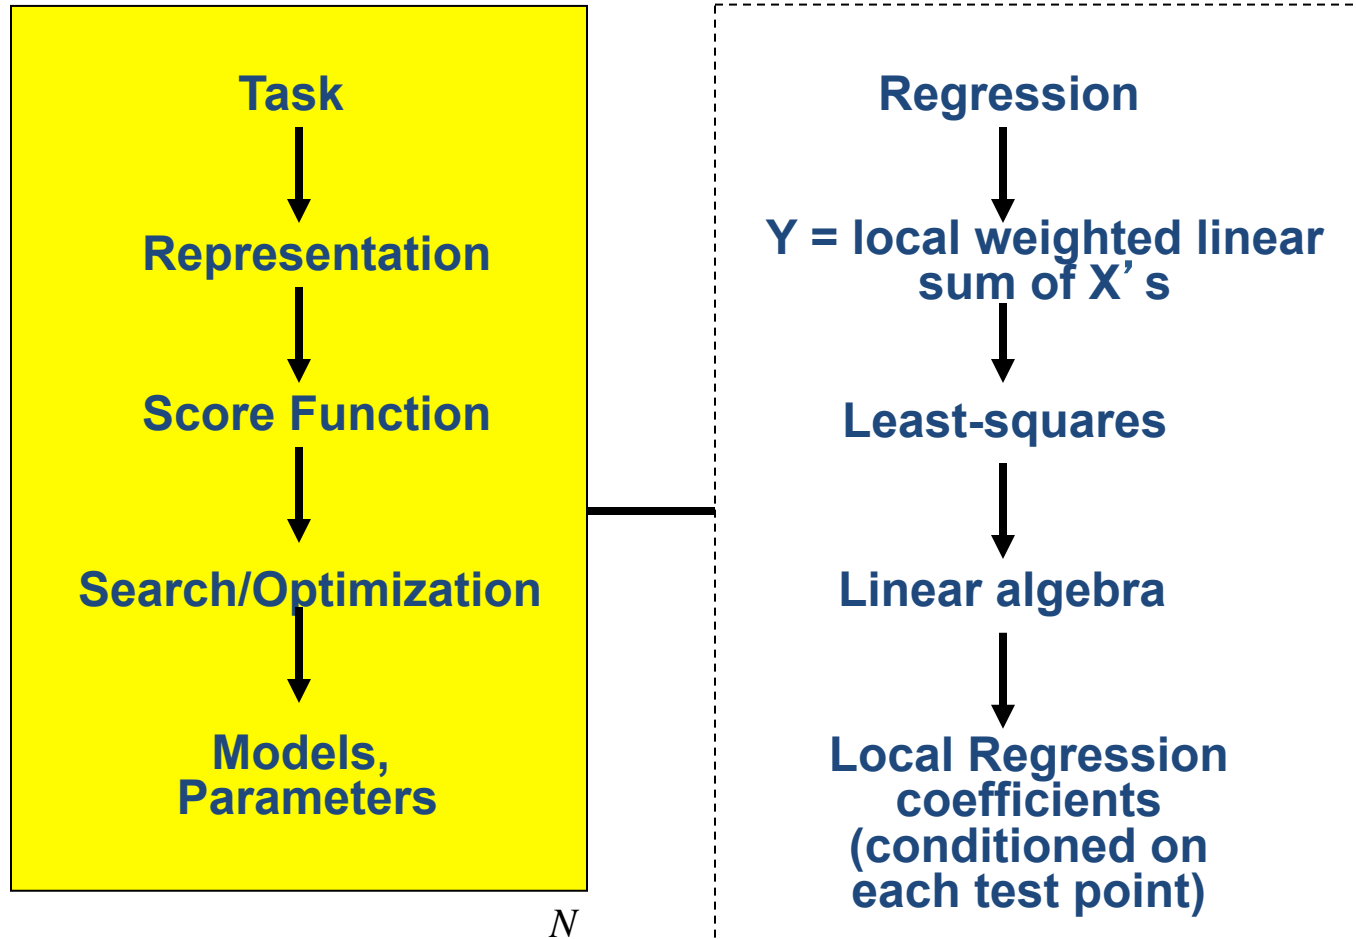 Task
Representation
Score Function
Search/Optimization
Models,
Parameters
N
Regression
Y = local weighted linear
sum of X’ s
Least-squares
Linear algebra
Local Regression
coefficients
(conditioned on
each test point)